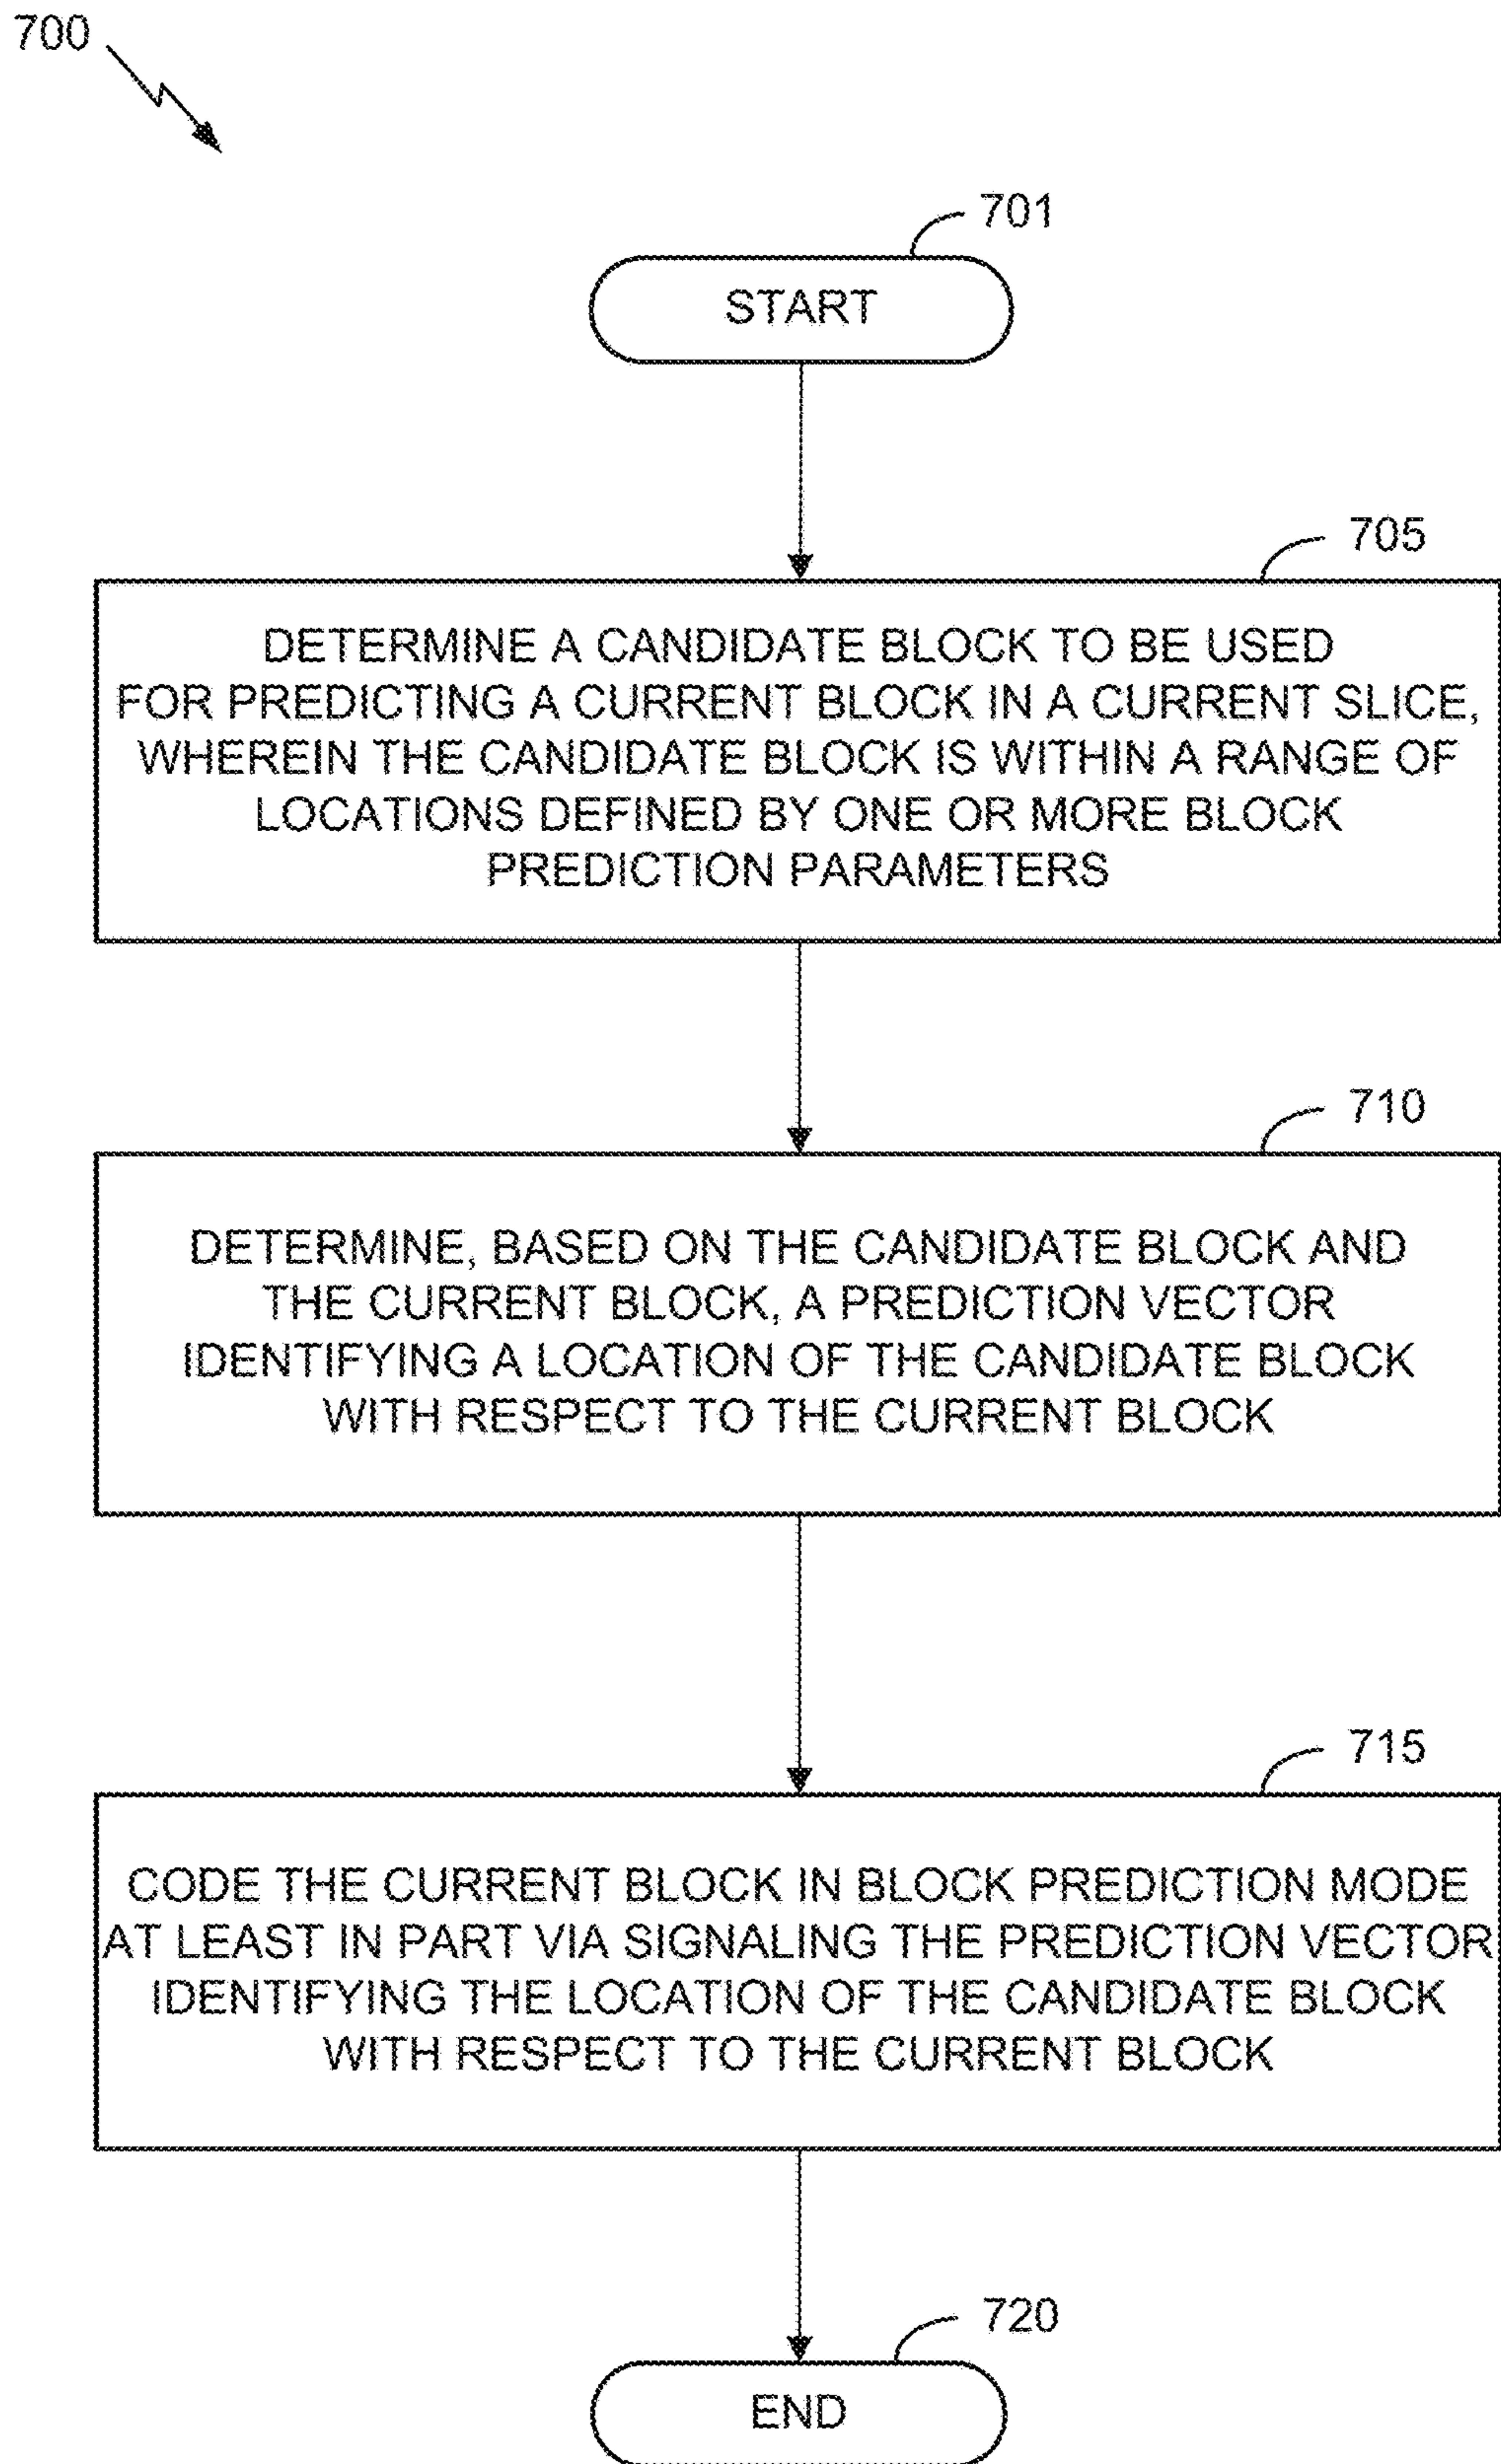 700
701
START
705
DETERMINE A CANDIDATE BLOCK TO BE USED
FOR PREDICTING A CURRENT BLOCK IN A CURRENT SLICE,
WHEREIN THE CANDIDATE BLOCK IS WITHIN A RANGE OF
LOCATIONS DEFINED BY ONE OR MORE BLOCK
PREDICTION PARAMETERS
710
DETERMINE, BASED ON THE CANDIDATE BLOCK AND
THE CURRENT BLOCK, A PREDICTION VECTOR
IDENTIFYING A LOCATION OF THE CANDIDATE BLOCK
WITH RESPECT TO THE CURRENT BLOCK
715
CODE THE CURRENT BLOCK IN BLOCK PREDICTION MODE
AT LEAST IN PART VIA SIGNALING THE PREDICTION VECTOR
IDENTIFYING THE LOCATION OF THE CANDIDATE BLOCK
WITH RESPECT TO THE CURRENT BLOCK
720
END